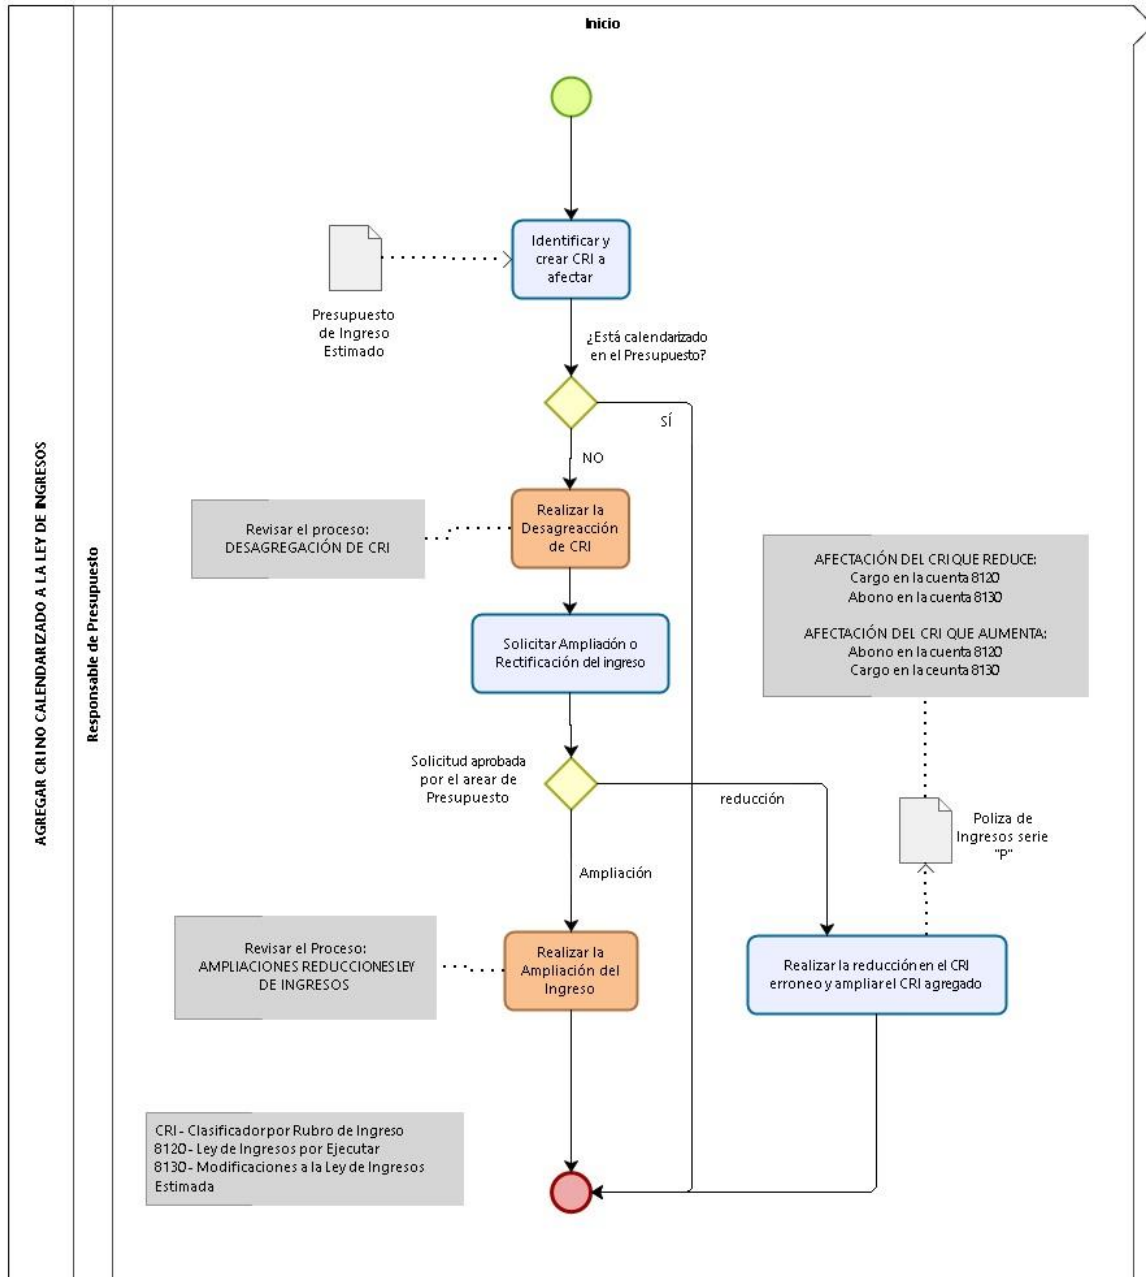 Inicio
AGREGAR CRI NO CALENDARIZADO A LA LEY DE INGRESOS
Responsable de Presupuesto
Identificar y
crear CRI a
afectar
Presupuesto
de Ingreso
Estimado
¿Está calendarizado
en el Presupuesto?
SÍ
NO
Revisar el proceso:
DESAGREGACIÓN DE CRI
Realizar la
Desagreacción
de CRI
Solicitar Ampliación o
Rectificación del ingreso
AFECTACIÓN DEL CRI QUE REDUCE:
Cargo en la cuenta 8120
Abono en la cuenta 8130
AFECTACIÓN DEL CRI QUE AUMENTA:
Abono en la cuenta 8120
Cargo en la ceunta 8130
Solicitud aprobada
por el arear de
Presupuesto
reducción
Poliza de
Ingresos serie
"P"
Ampliación
Revisar el Proceso:
AMPLIACIONES REDUCCIONES LEY
DE INGRESOS
Realizar la
Ampliación del
Ingreso
Realizar la reducción en el CRI
erroneo y ampliar el CRI agregado
CRI - Clasificador por Rubro de Ingreso
8120 - Ley de Ingresos por Ejecutar
8130 - Modificaciones a la Ley de Ingresos
Estimada